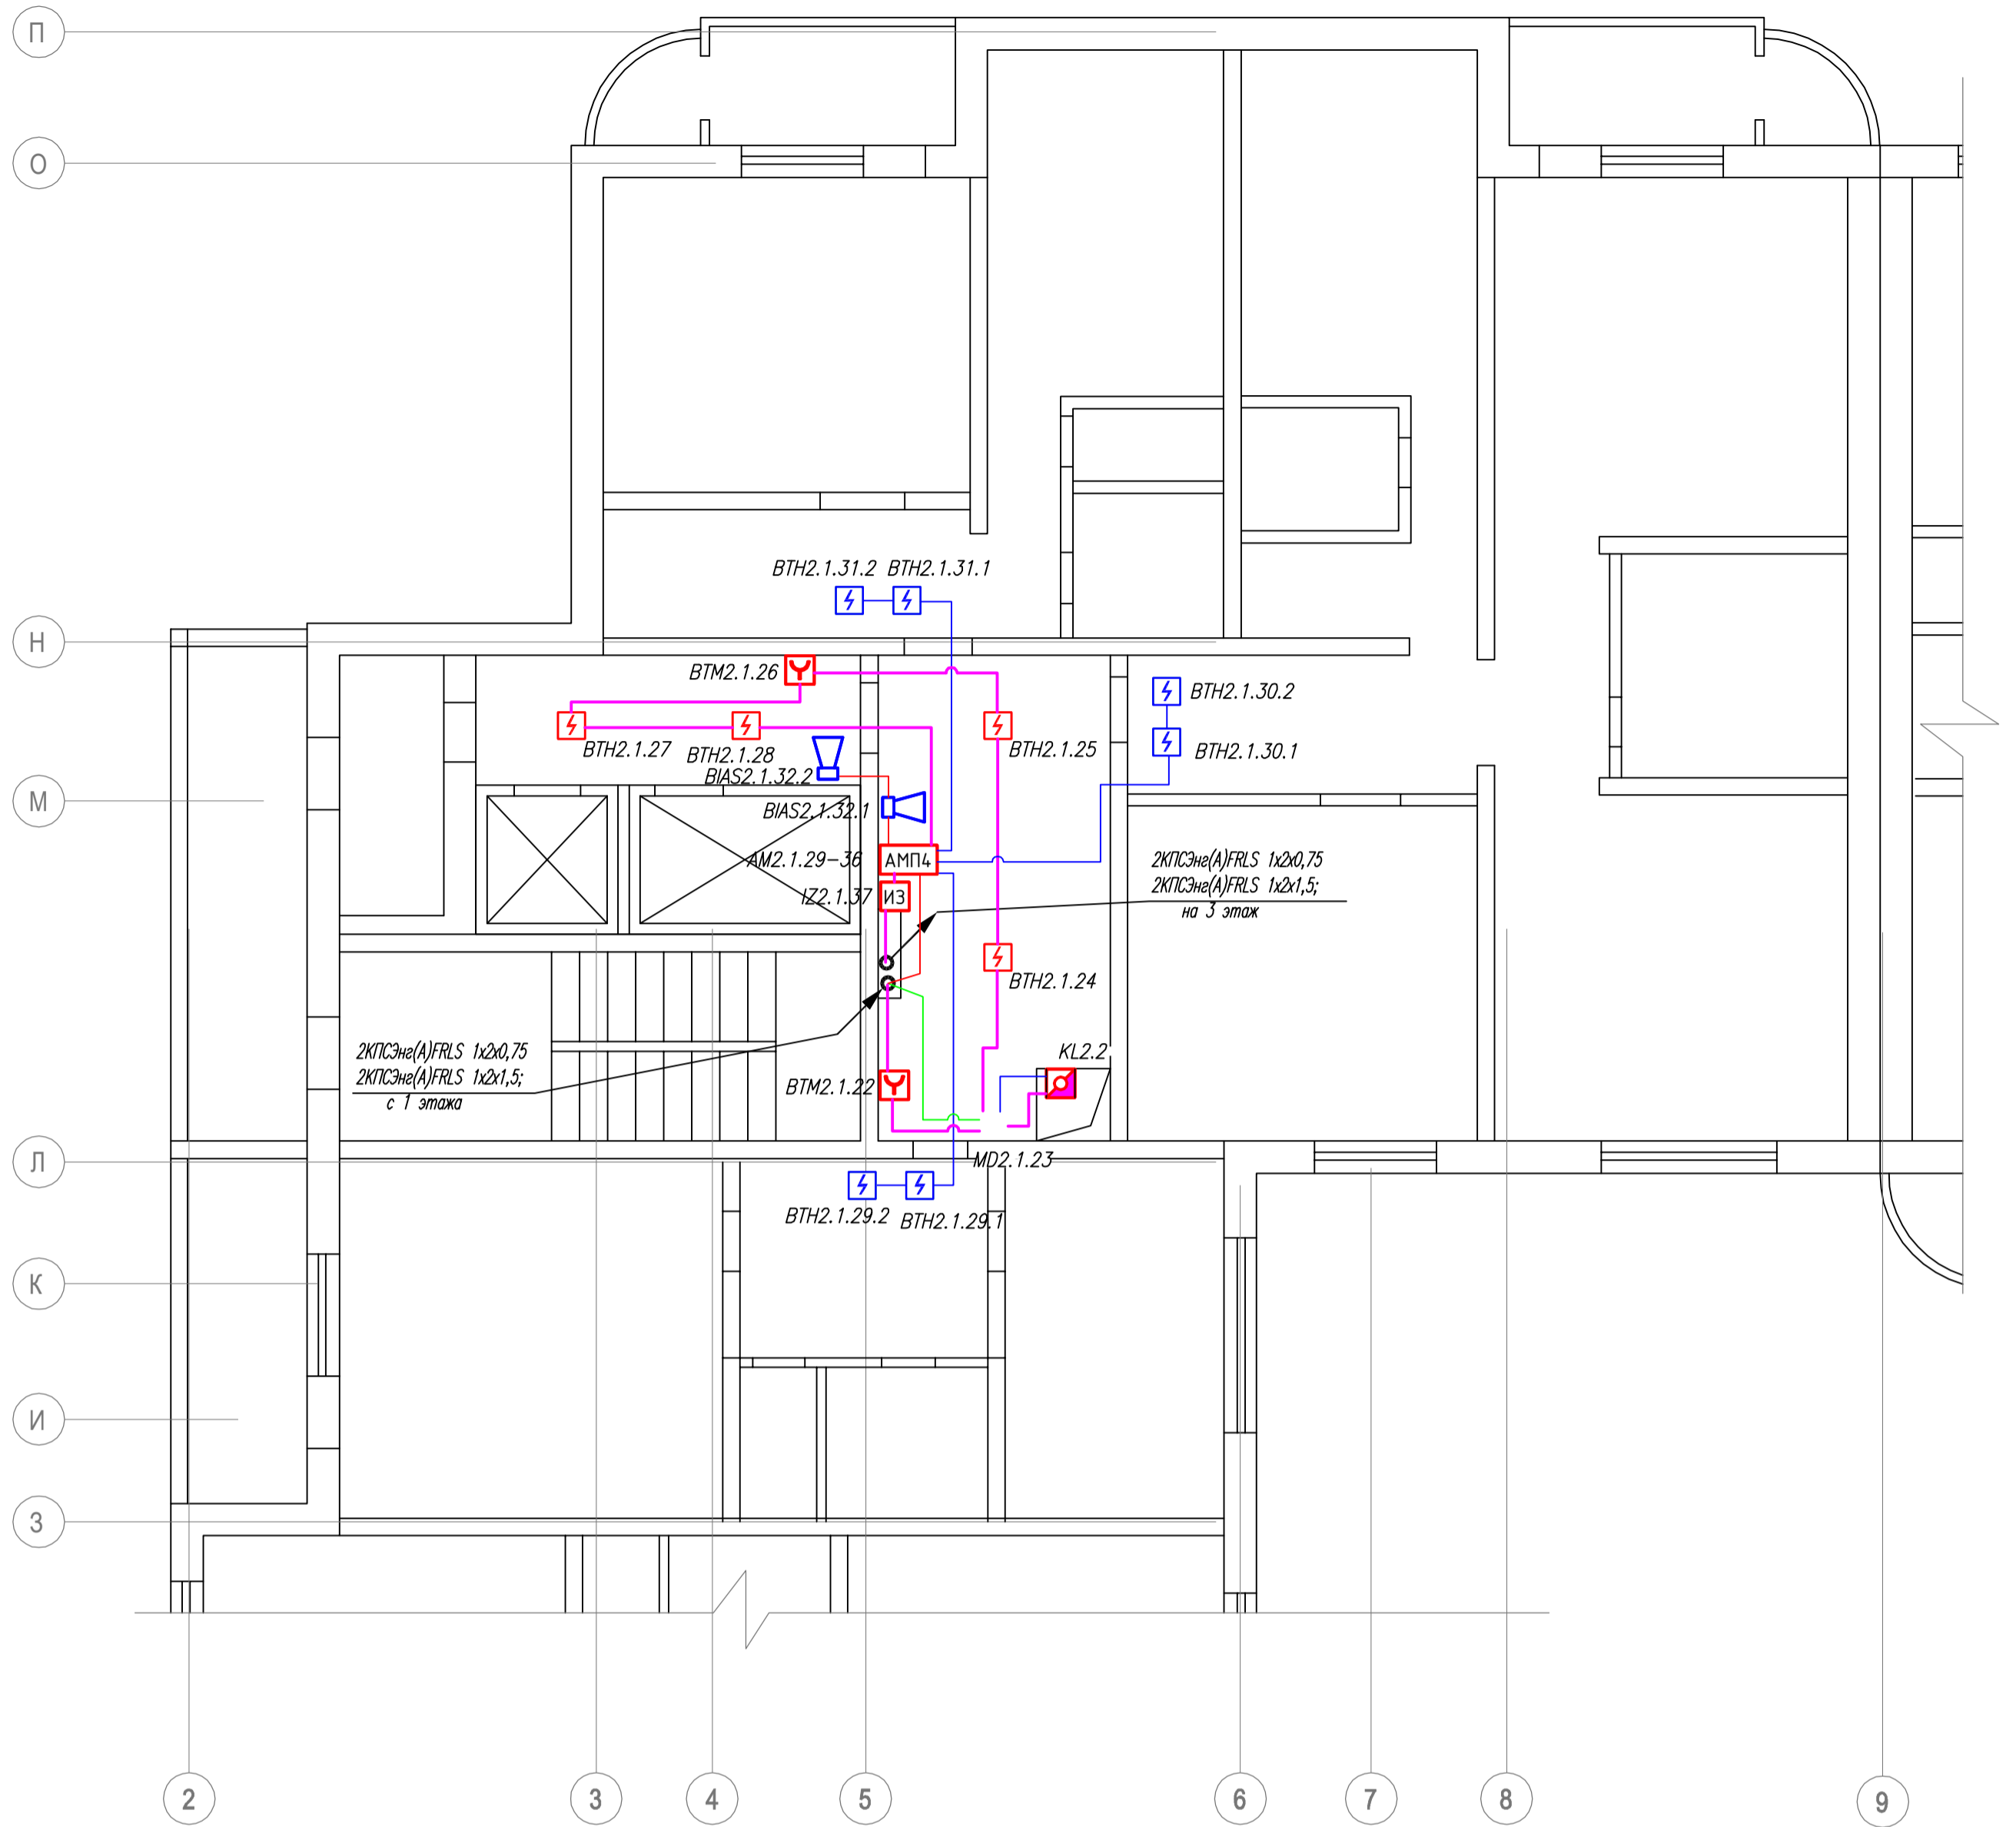 П
О
ВТН2.1.31.2 ВТН2.1.31.1
Н
ВТМ2.1.26
ВТН2.1.30.2
ВТН2.1.27
ВТН2.1.28
ВТН2.1.25
ВТН2.1.30.1
BIAS2.1.32.2
М
BIAS2.1.32.1
АМ2.1.29-36
АМП4
IZ2.1.37
ИЗ
2КПСЭнг(А)FRLS 1х2х0,75
2КПСЭнг(А)FRLS 1х2х1,5;
на 3 этаж
ВТН2.1.24
2КПСЭнг(А)FRLS 1х2х0,75
2КПСЭнг(А)FRLS 1х2х1,5;
с 1 этажа
KL2.2
ВТМ2.1.22
Л
MD2.1.23
ВТН2.1.29.2
ВТН2.1.29.1
К
И
З
2
3
4
5
6
7
8
9